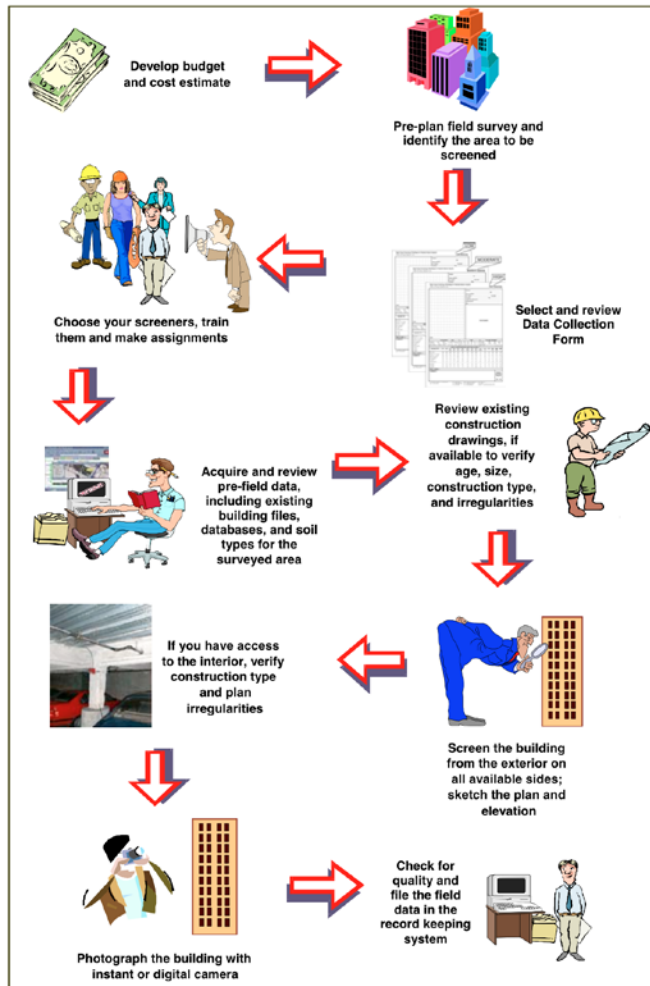 Develop budget
and cost estimate
Pre-plan field survey and
identify the area to be
screened
Select and review
Data Collection
Form
Choose your screeners, train
them and make assignments
Acquire and review
pre-field data,
including existing
building files,
databases, and soil
types for the
surveyed area
Review existing
construction
drawings, if
available to verify
age, size,
construction type,
and irregularities
Screen the building
from the exterior on
all available sides;
sketch the plan and
elevation
If you have access
to the interior, verify
construction type
and plan
irregularities
Photograph the building with
instant or digital camera
Check for
quality and
file the field
data in the
record keeping
system